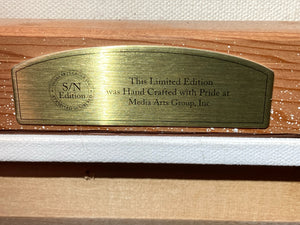 S/N
Edition
This Limited Edition
was Hand Crafted with Pride at
Media Arts Group, Inc